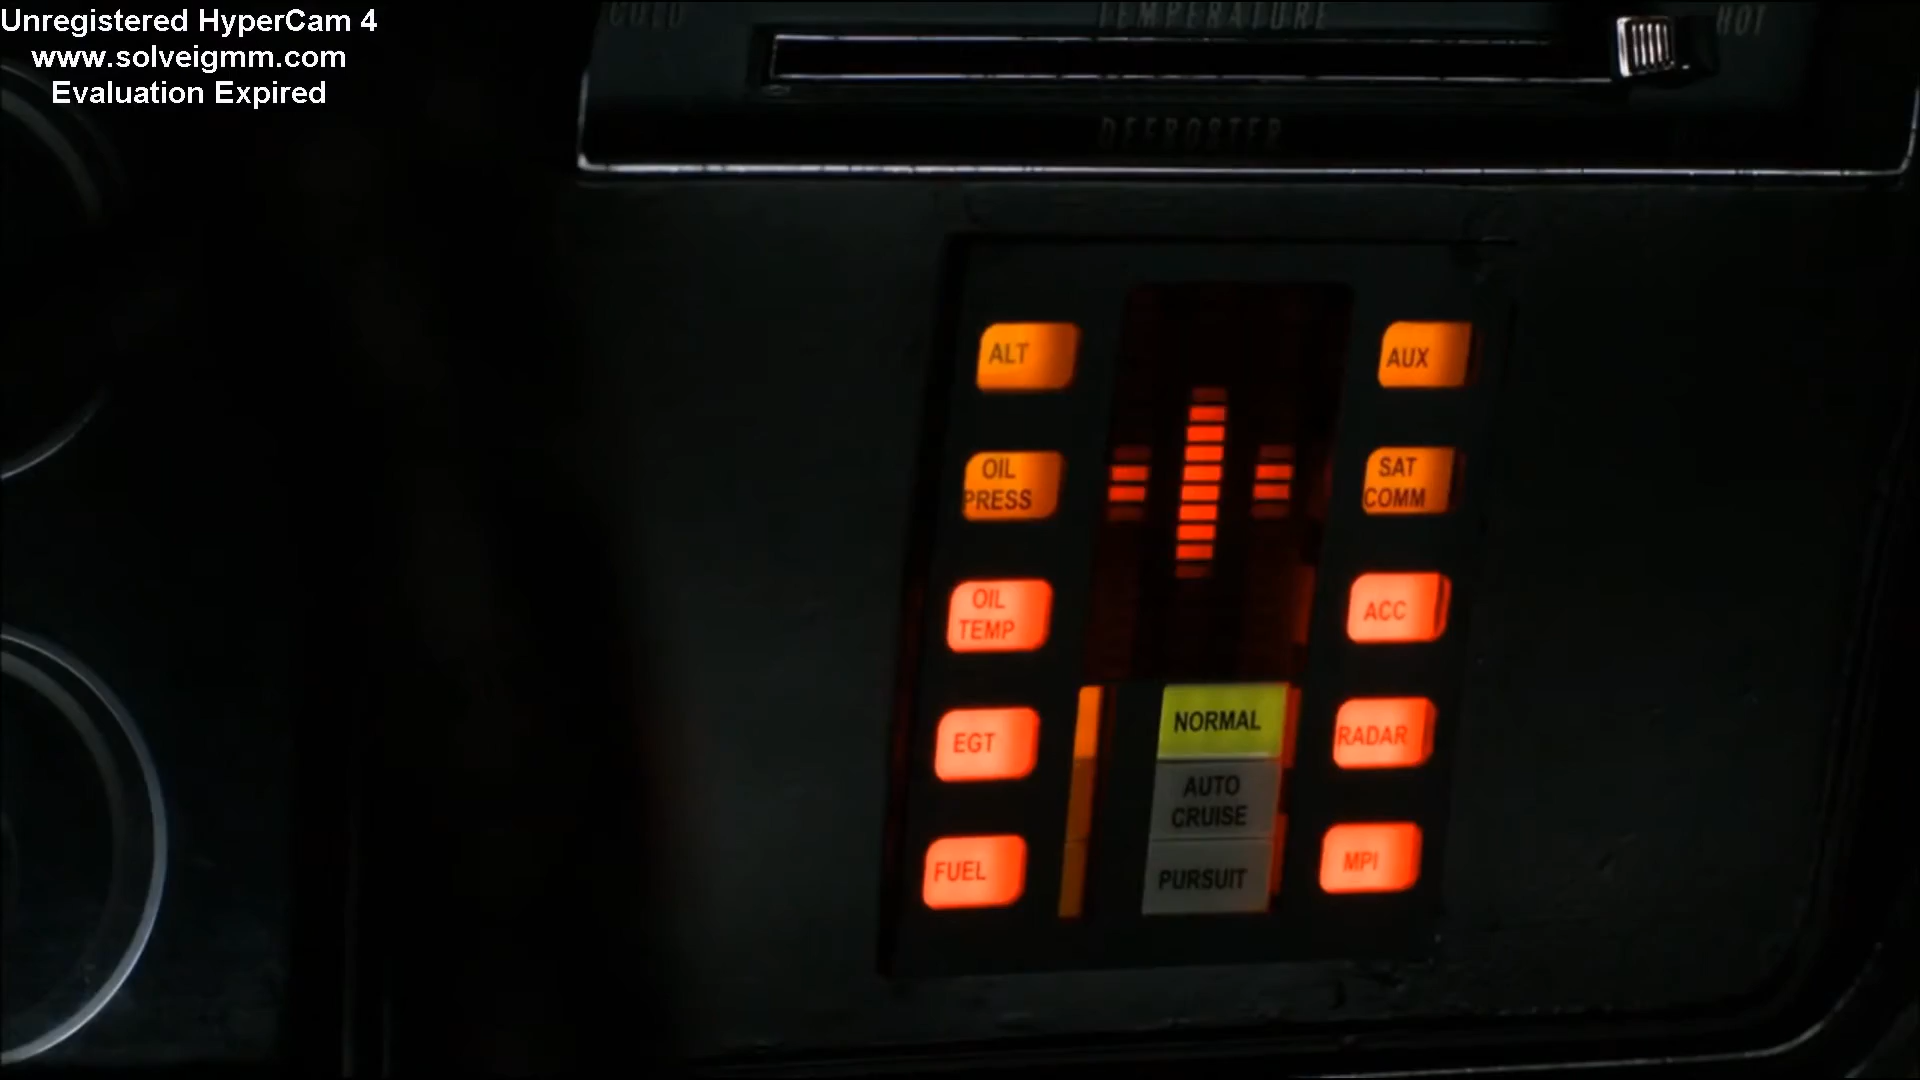 Unregistered HyperCam 4
www.solveigmm.com
Evaluation Expired
COLD
TEMPERATURE
HOT
DEFROSTER
ALT
AUX
OIL
PRESS
SAT
COMM
OIL
TEMP
ACC
EGT
NORMAL
RADAR
AUTO
CRUISE
FUEL
PURSUIT
MPI